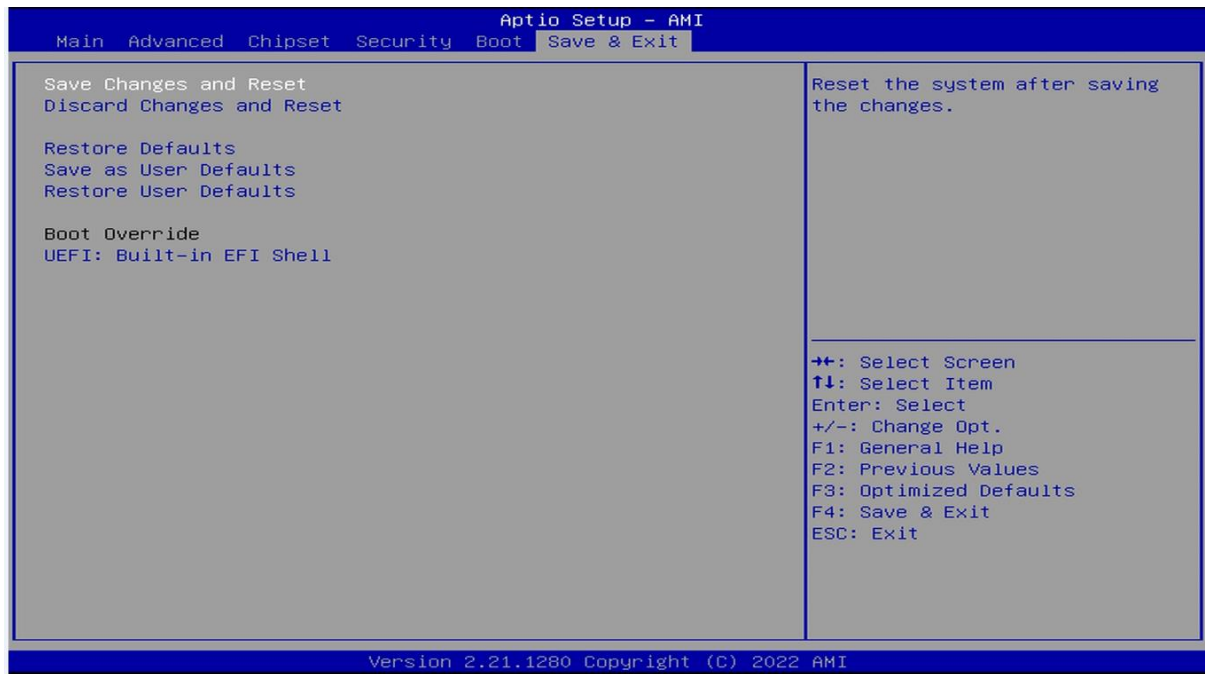 Aptio Setup – AMI
Main Advanced Chipset Security Boot Save & Exit
Save Changes and Reset
Discard Changes and Reset
Restore Defaults
Save as User Defaults
Restore User Defaults
Boot Override
UEFI: Built-in EFI Shell
Reset the system after saving
the changes.
→←: Select Screen
↑↓: Select Item
Enter: Select
+/-: Change Opt.
F1: General Help
F2: Previous Values
F3: Optimized Defaults
F4: Save & Exit
ESC: Exit
Version 2.21.1280 Copyright (C) 2022 AMI